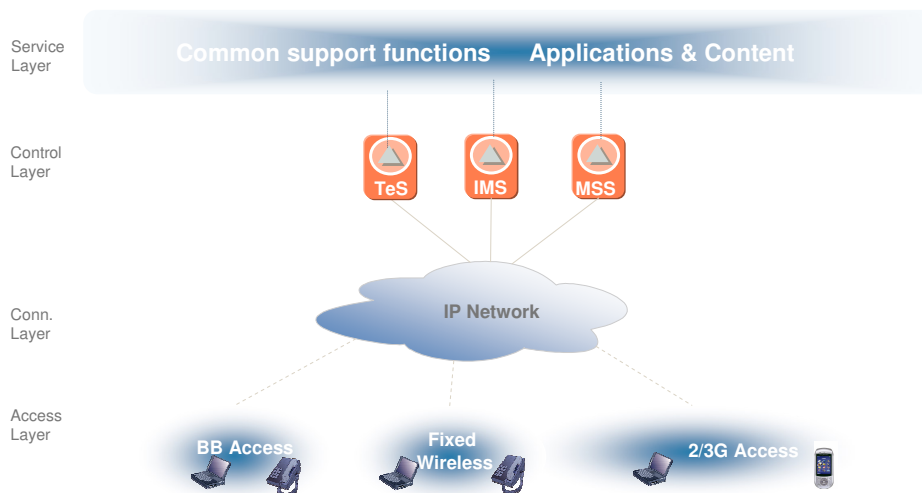 Service
Layer
Common support functions
Applications & Content
Control
Layer
TeS
IMS
MSS
Conn.
Layer
IP Network
Access
Layer
BB Access
Fixed
Wireless
2/3G Access